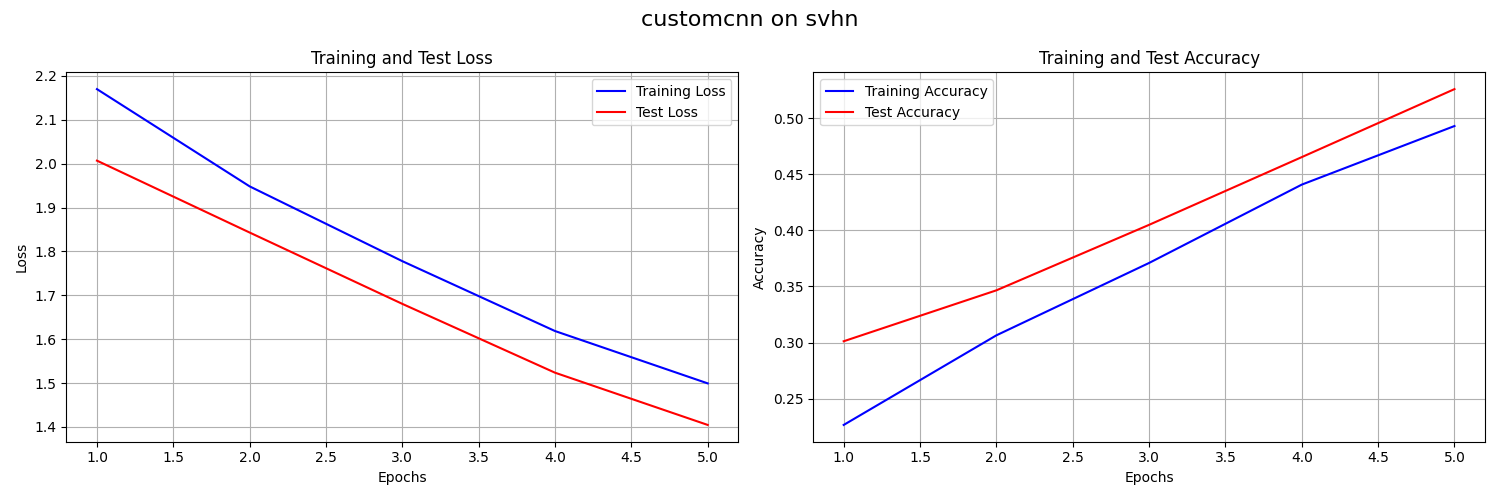 customcnn on svhn
Training and Test Loss
2.2
2.1
2.0
1.9
1.8
1.7
1.6
1.5
1.4
Loss
Training Loss
Test Loss
1.0 1.5 2.0 2.5 3.0 3.5 4.0 4.5 5.0
Epochs
Training and Test Accuracy
0.50
0.45
0.40
0.35
0.30
0.25
Accuracy
Training Accuracy
Test Accuracy
1.0 1.5 2.0 2.5 3.0 3.5 4.0 4.5 5.0
Epochs